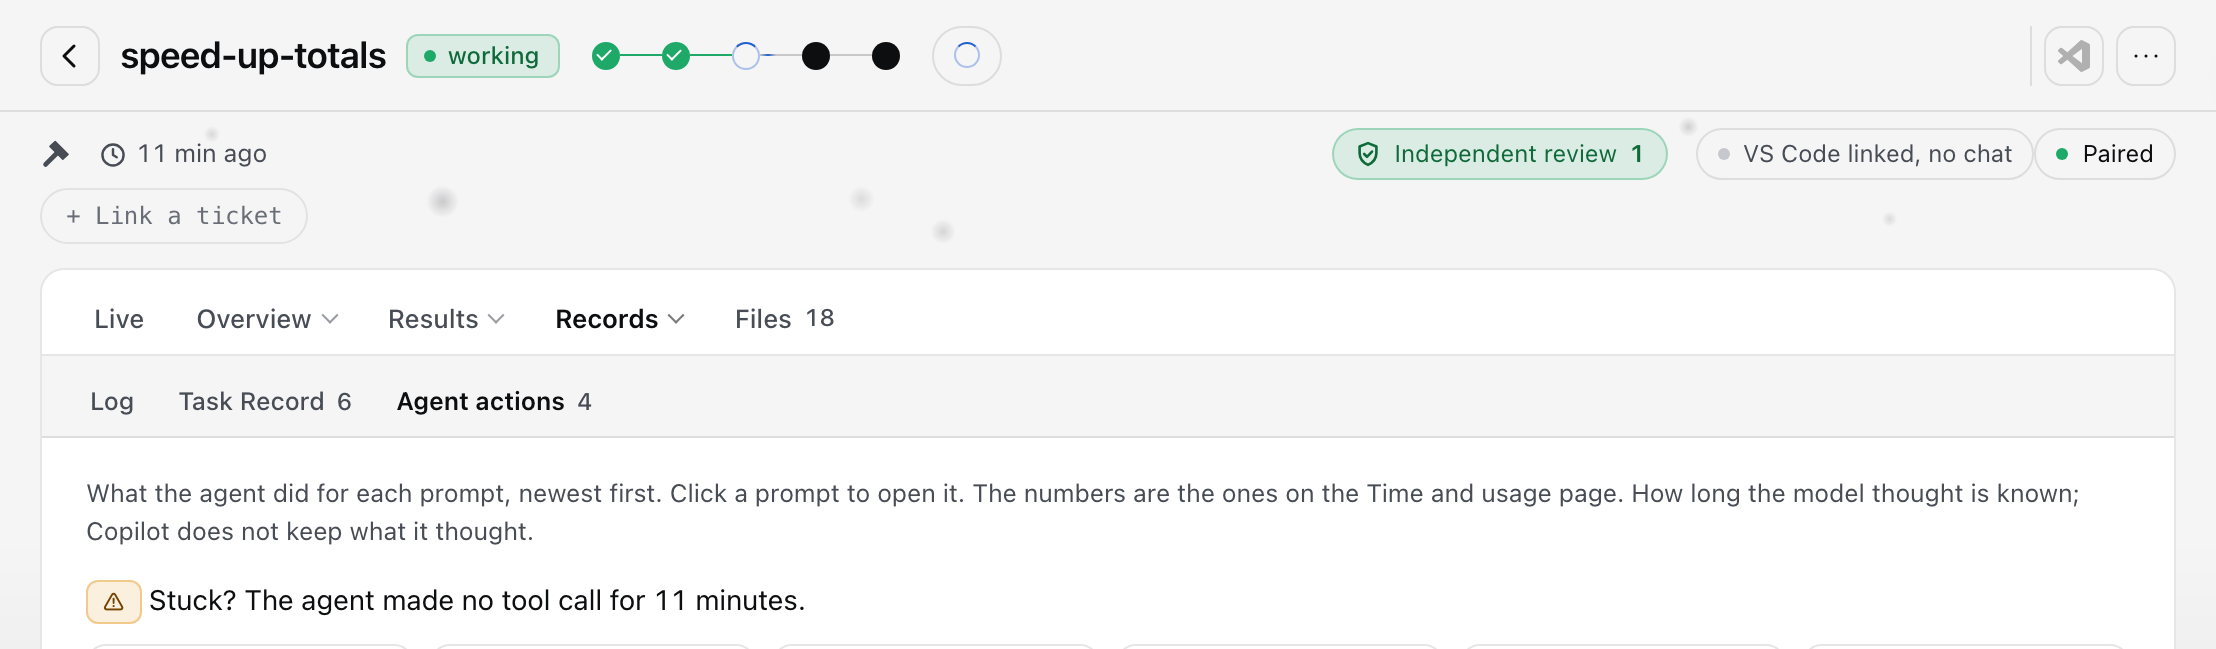 speed-up-totals
working
11 min ago
Independent review 1
VS Code linked, no chat
Paired
+ Link a ticket
Live
Overview
Results
Records
Files 18
Log
Task Record 6
Agent actions 4
What the agent did for each prompt, newest first. Click a prompt to open it. The numbers are the ones on the Time and usage page. How long the model thought is known;
Copilot does not keep what it thought.
Stuck? The agent made no tool call for 11 minutes.